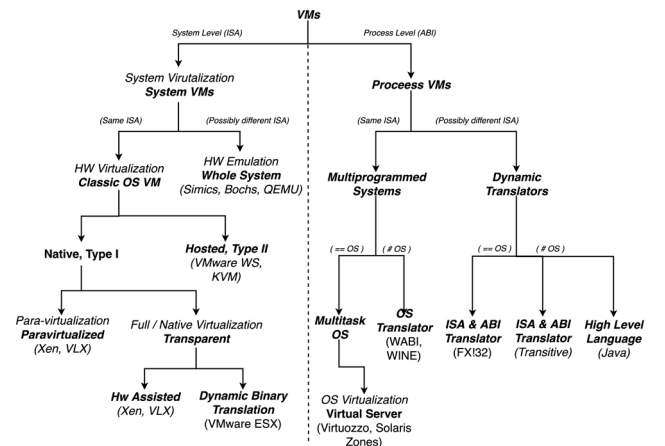 VMs
System Level (ISA)
Process Level (ABI)
System Virutalization
System VMs
Proceess VMs
(Same ISA)
(Possibly different ISA)
(Same ISA)
(Possibly different ISA)
HW Virtualization
Classic OS VM
HW Emulation
Whole System
(Simics, Bochs, QEMU)
Multiprogrammed
Systems
Dynamic
Translators
Native, Type I
Hosted, Type II
(VMware WS,
KVM)
( == OS )
( # OS )
( == OS )
( # OS )
Para-virtualization
Paravirtualized
(Xen, VLX)
Full / Native Virtualization
Transparent
Multitask
OS
OS
Translator
(WABI,
WINE)
ISA & ABI
Translator
(FX!32)
ISA & ABI
Translator
(Transitive)
High Level
Language
(Java)
Hw Assisted
(Xen, VLX)
Dynamic Binary
Translation
(VMware ESX)
OS Virtualization
Virtual Server
(Virtuozzo, Solaris
Zones)